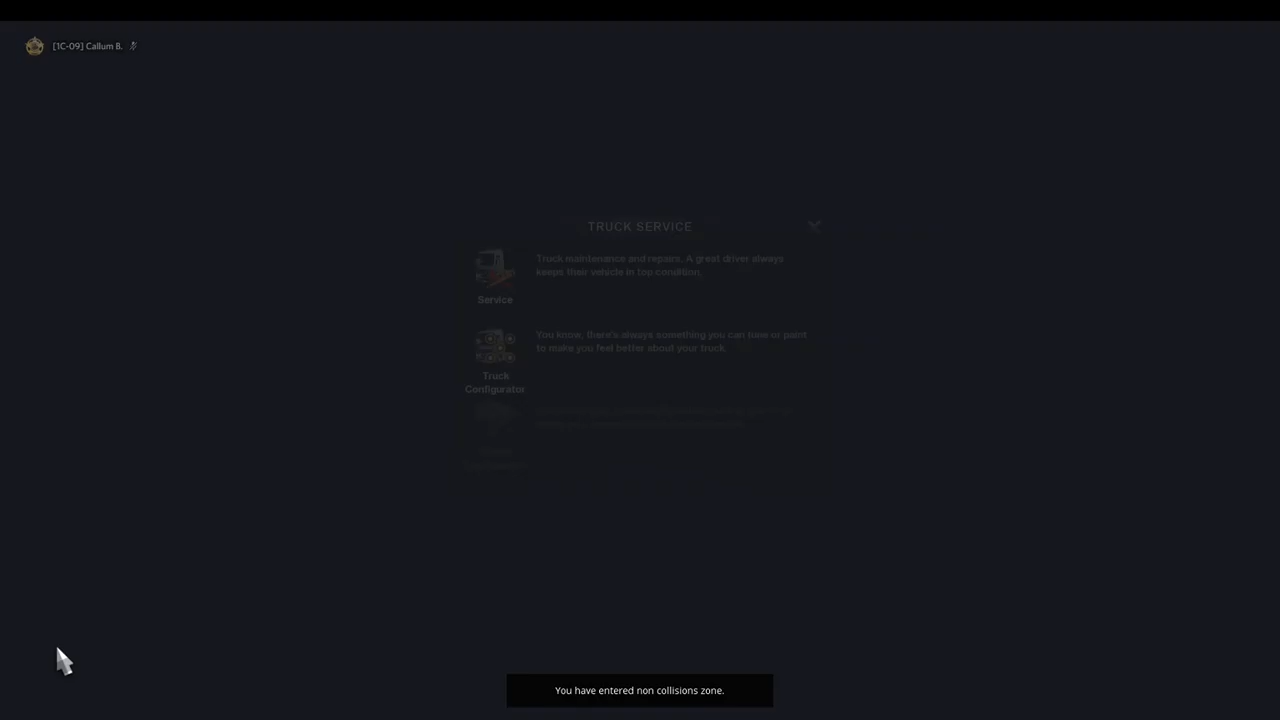 [1C-09] Callum B.
TRUCK SERVICE
Truck maintenance and repairs. A great driver always
keeps their vehicle in top condition.
Service
You know, there's always something you can tune or paint
to make you feel better about your truck.
Truck
Configurator
You have entered non collisions zone.